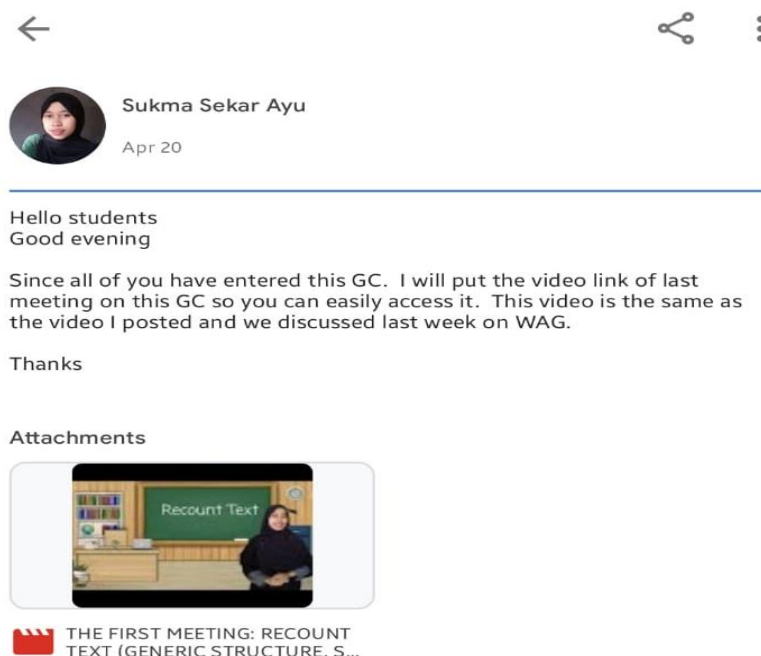 Sukma Sekar Ayu
Apr 20
Hello students
Good evening
Since all of you have entered this GC. I will put the video link of last
meeting on this GC so you can easily access it. This video is the same as
the video I posted and we discussed last week on WAG.
Thanks
Attachments
Recount Text
THE FIRST MEETING: RECOUNT
TEXT (GENERIC STRUCTURE, S...